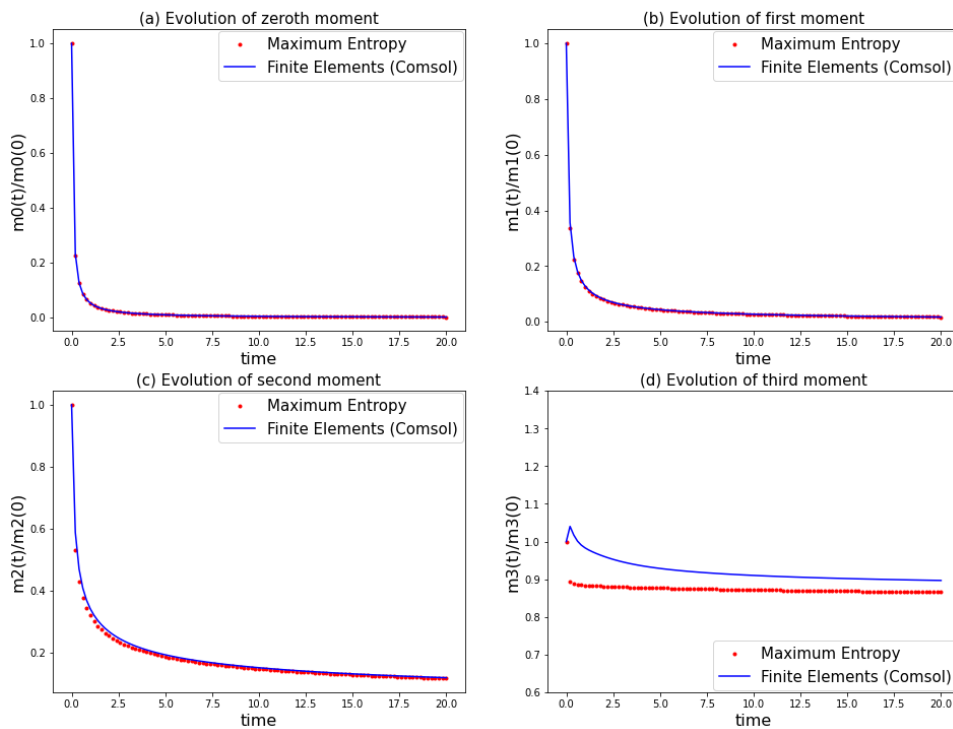 (a) Evolution of zeroth moment
Maximum Entropy
Finite Elements (Comsol)
m0(t)/m0(0)
1.0
0.8
0.6
0.4
0.2
0.0
0.0 2.5 5.0 7.5 10.0 12.5 15.0 17.5 20.0
time
(b) Evolution of first moment
Maximum Entropy
Finite Elements (Comsol)
m1(t)/m1(0)
1.0
0.8
0.6
0.4
0.2
0.0
0.0 2.5 5.0 7.5 10.0 12.5 15.0 17.5 20.0
time
(c) Evolution of second moment
Maximum Entropy
Finite Elements (Comsol)
m2(t)/m2(0)
1.0
0.8
0.6
0.4
0.2
0.0 2.5 5.0 7.5 10.0 12.5 15.0 17.5 20.0
time
(d) Evolution of third moment
m3(t)/m3(0)
1.4
1.3
1.2
1.1
1.0
0.9
0.8
0.7
0.6
Maximum Entropy
Finite Elements (Comsol)
0.0 2.5 5.0 7.5 10.0 12.5 15.0 17.5 20.0
time